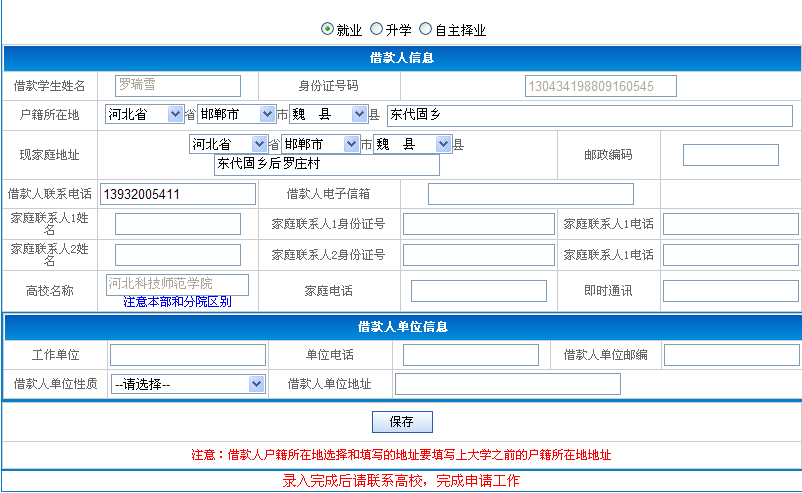 就业 升学 自主择业
借款人信息
借款学生姓名 罗瑞雪 身份证号码 130434198809160545
户籍所在地 河北省 省 邯郸市 市 魏 县 县 东代固乡
现家庭地址 河北省 省 邯郸市 市 魏 县 县 东代固乡后罗庄村 邮政编码
借款人联系电话 13932005411 借款人电子信箱
家庭联系人1姓名 家庭联系人1身份证号 家庭联系人1电话
家庭联系人2姓名 家庭联系人2身份证号 家庭联系人1电话
高校名称 河北科技师范学院 家庭电话 即时通讯
注意本部和分院区别
借款人单位信息
工作单位 单位电话 借款人单位邮编
借款人单位性质 --请选择-- 借款人单位地址
保存
注意：借款人户籍所在地选择和填写的地址要填写上大学之前的户籍所在地地址
录入完成后请联系高校，完成申请工作